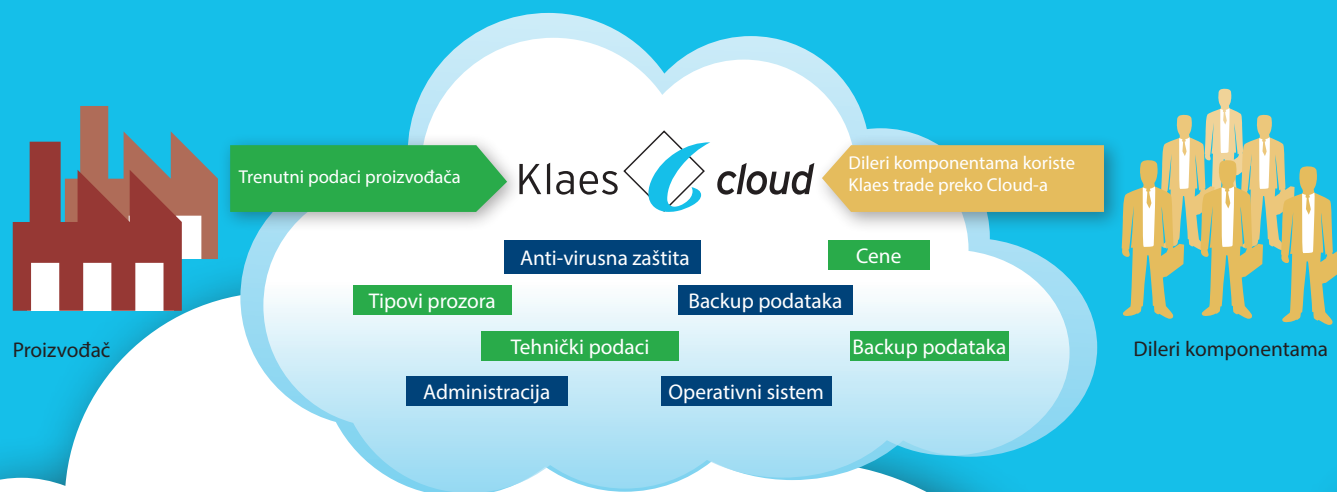 Trenutni podaci proizvođača
Klaes cloud
Dileri komponentama koriste
Klaes trade preko Cloud-a
Anti-virusna zaštita
Cene
Tipovi prozora
Backup podataka
Tehnički podaci
Backup podataka
Proizvođač
Dileri komponentama
Administracija
Operativni sistem